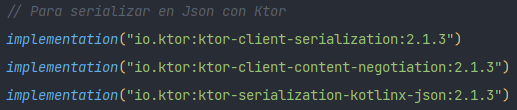 // Para serializar en Json con Ktor
implementation("io.ktor:ktor-client-serialization:2.1.3")
implementation("io.ktor:ktor-client-content-negotiation:2.1.3")
implementation("io.ktor:ktor-serialization-kotlinx-json:2.1.3")